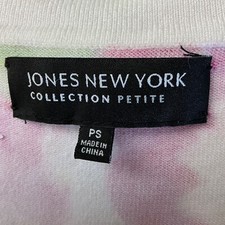 JONES NEW YORK
COLLECTION PETITE
PS
MADE IN
CHINA